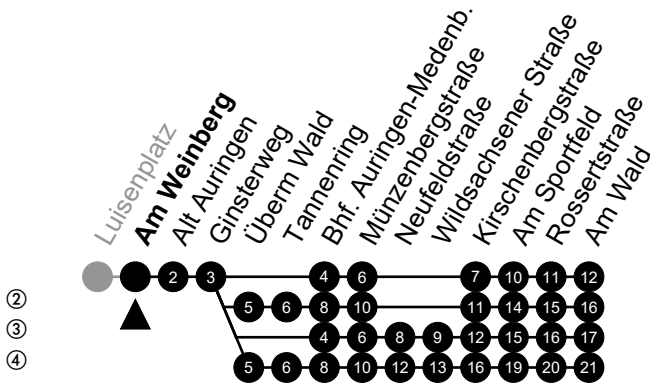 Luisenplatz
Am Weinberg
Alt Auringen
Ginsterweg
Überm Wald
Tannenring
Bhf. Auringen-Medenb.
Münzenbergstraße
Neufeldstraße
Wildsachsener Straße
Kirschenbergstraße
Am Sportfeld
Rossertstraße
Am Wald
2 3 4 6 7 10 11 12
② 5 6 8 10 11 14 15 16
③ 4 6 8 9 12 15 16 17
④ 5 6 8 10 12 13 16 19 20 21